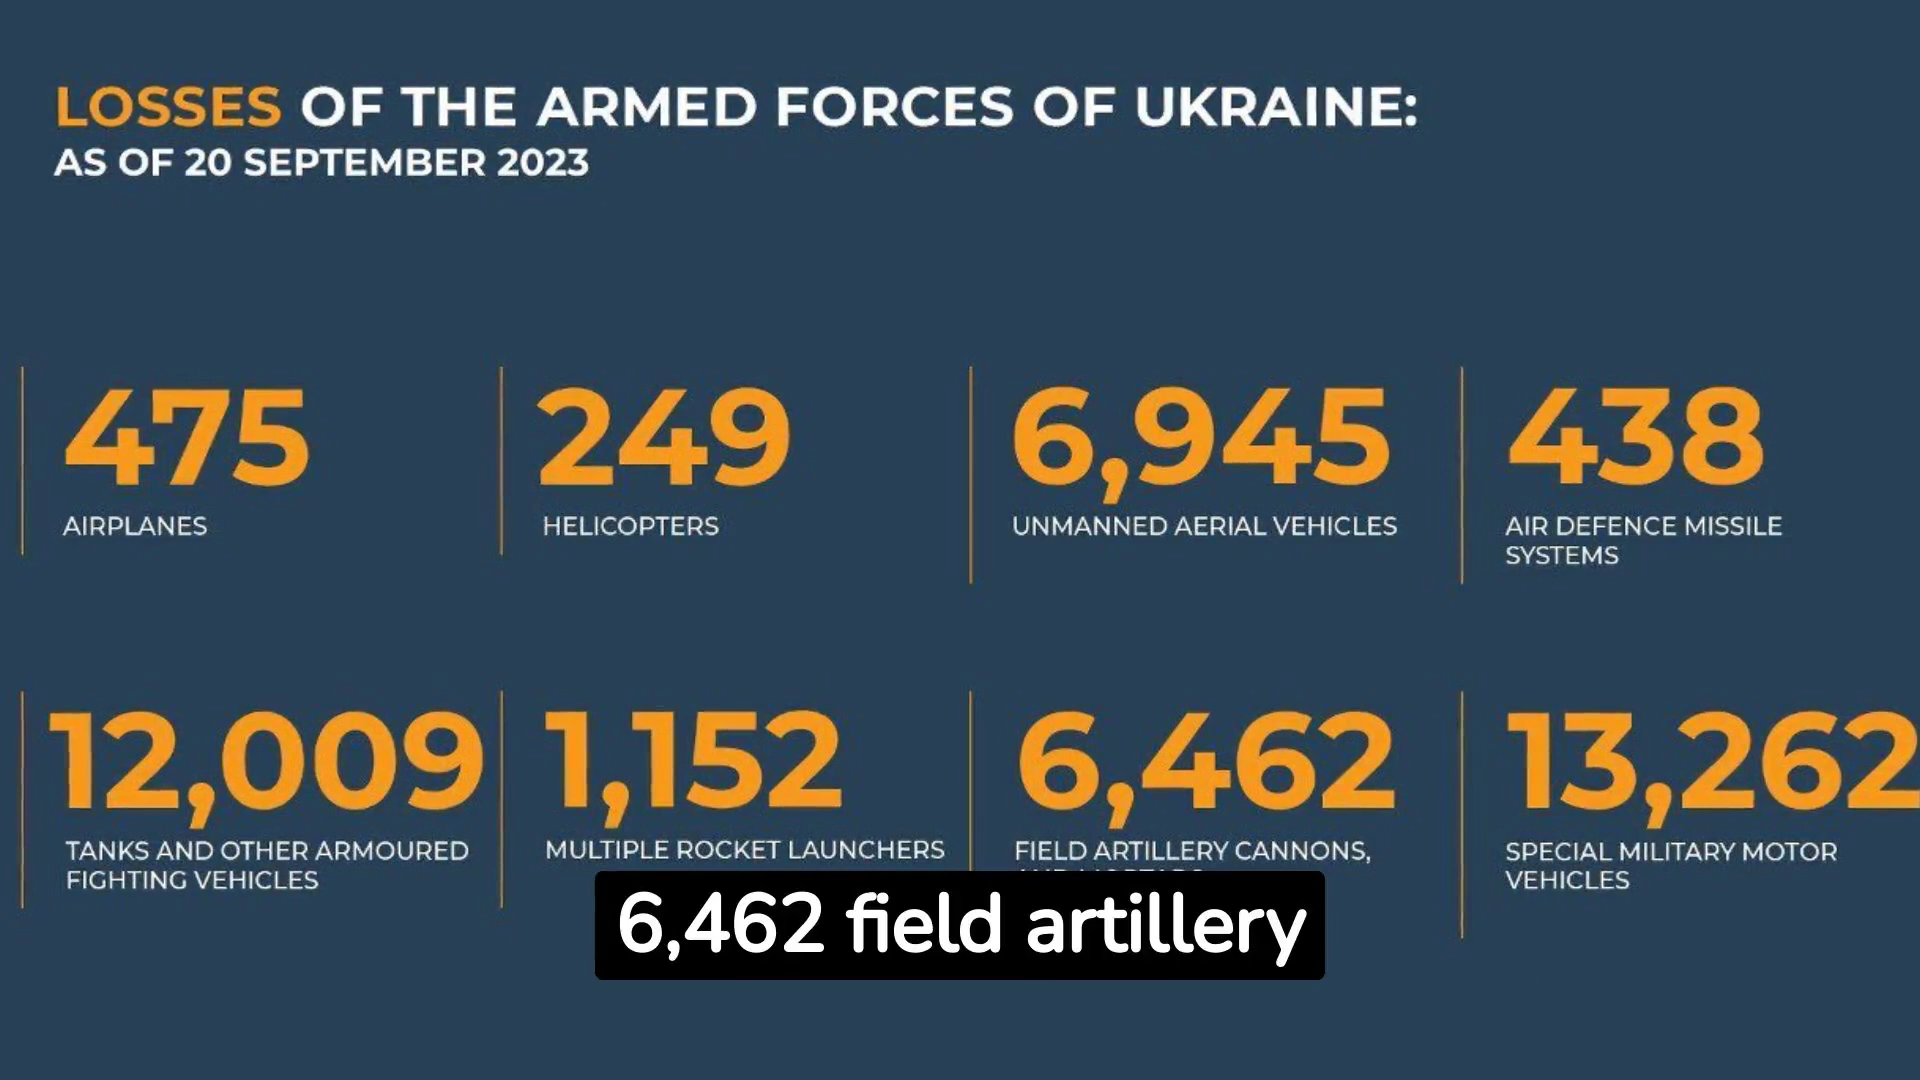 LOSSES OF THE ARMED FORCES OF UKRAINE:
AS OF 20 SEPTEMBER 2023
475
AIRPLANES
249
HELICOPTERS
6,945
UNMANNED AERIAL VEHICLES
438
AIR DEFENCE MISSILE
SYSTEMS
12,009
TANKS AND OTHER ARMOURED
FIGHTING VEHICLES
1,152
MULTIPLE ROCKET LAUNCHERS
6,462
FIELD ARTILLERY CANNONS,
13,262
SPECIAL MILITARY MOTOR
VEHICLES
6,462 field artillery